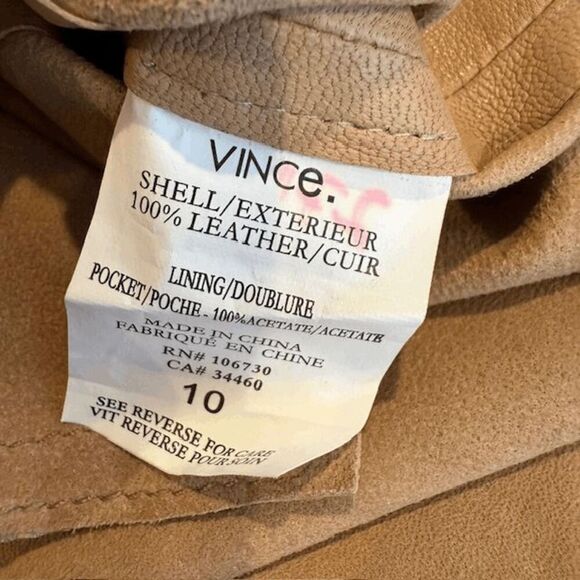 VINCe.
SHELL/EXTERIEUR
100% LEATHER/CUIR
LINING/DOUBLURE
POCKET/POCHE - 100%ACETATE/ACETATE
MADE IN CHINA
FABRIQUÉ EN CHINE
RN# 106730
CA# 34460
10
SEE REVERSE FOR CARE
VIT REVERSE POUR SOIN